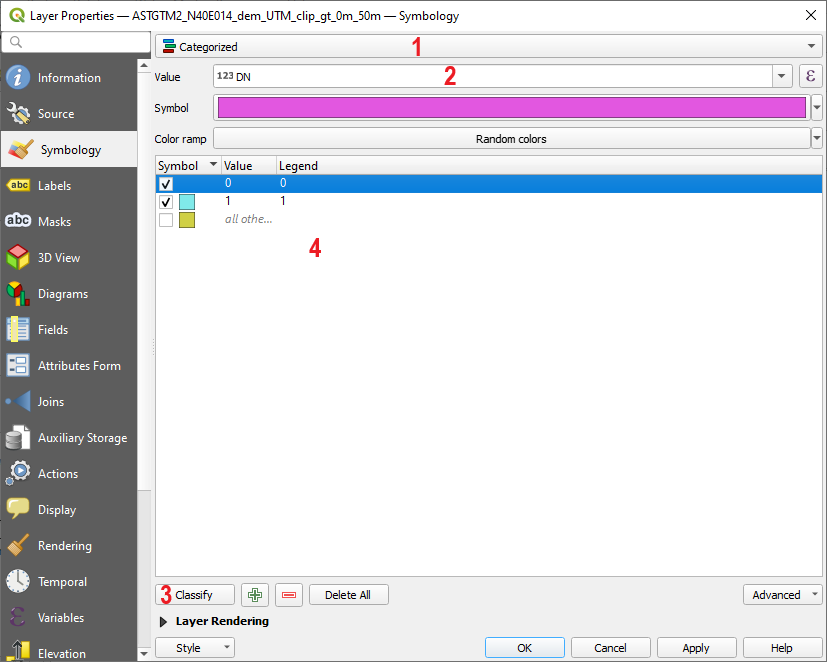 Layer Properties — ASTGTM2_N40E014_dem_UTM_clip_gt_0m_50m — Symbology
Categorized 1
Information
Source
Symbology
Labels
Masks
3D View
Diagrams
Fields
Attributes Form
Joins
Auxiliary Storage
Actions
Display
Rendering
Temporal
Variables
Elevation
Value 123 DN 2 ε
Symbol
Color ramp Random colors
Symbol Value Legend
0 0
1 1
all othe...
4
3 Classify Delete All Advanced
Layer Rendering
Style OK Cancel Apply Help